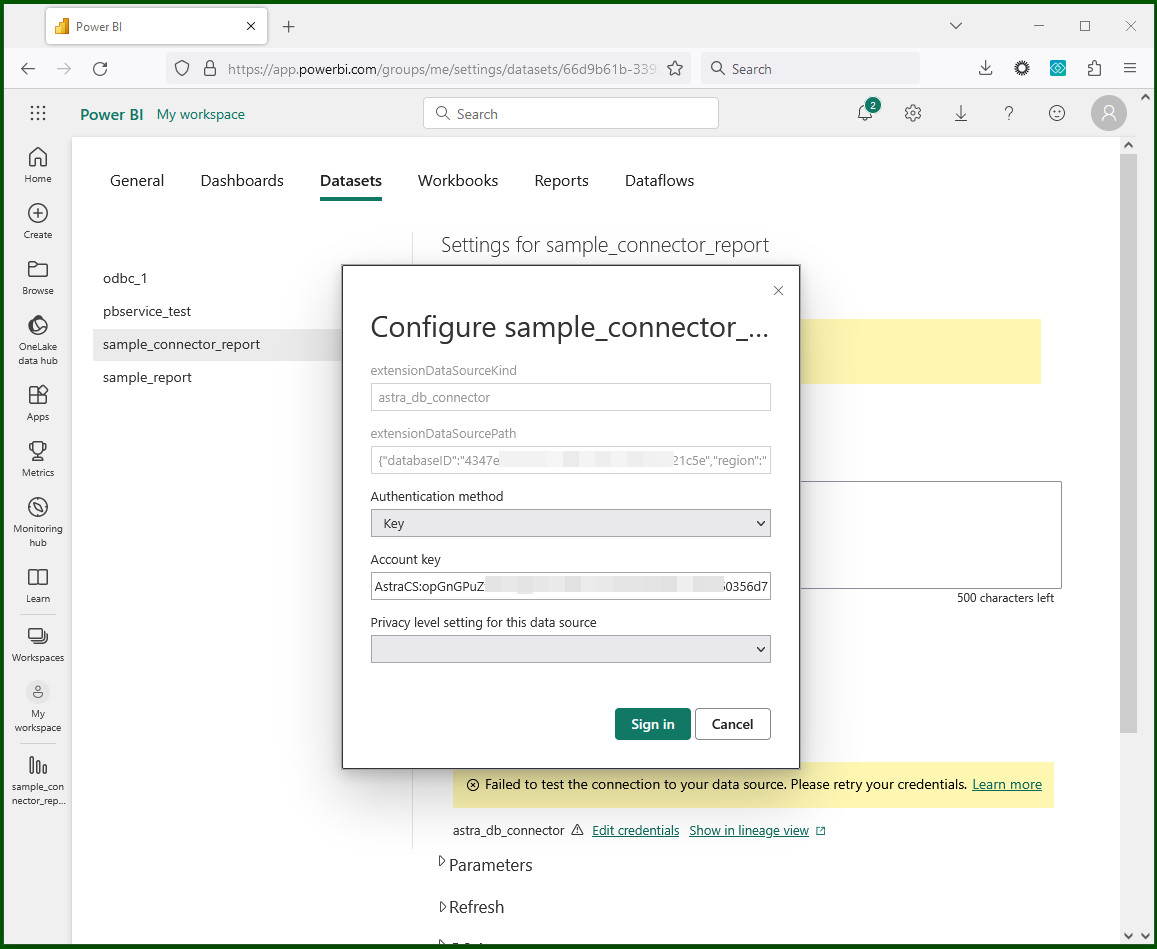 Power BI
https://app.powerbi.com/groups/me/settings/datasets/66d9b61b-339
Search
Power BI My workspace
Search
2
Home
Create
Browse
OneLake
data hub
Apps
Metrics
Monitoring
hub
Learn
Workspaces
My
workspace
sample_con
nector_rep...
General Dashboards Datasets Workbooks Reports Dataflows
odbc_1
pbservice_test
sample_connector_report
sample_report
Settings for sample_connector_report
Configure sample_connector_...
extensionDataSourceKind
astra_db_connector
extensionDataSourcePath
{"databaseID":"4347e 21c5e","region":"
Authentication method
Key
Account key
AstraCS:opGnGPuZ 0356d7
Privacy level setting for this data source
Sign in Cancel
500 characters left
Failed to test the connection to your data source. Please retry your credentials. Learn more
astra_db_connector Edit credentials Show in lineage view
Parameters
Refresh